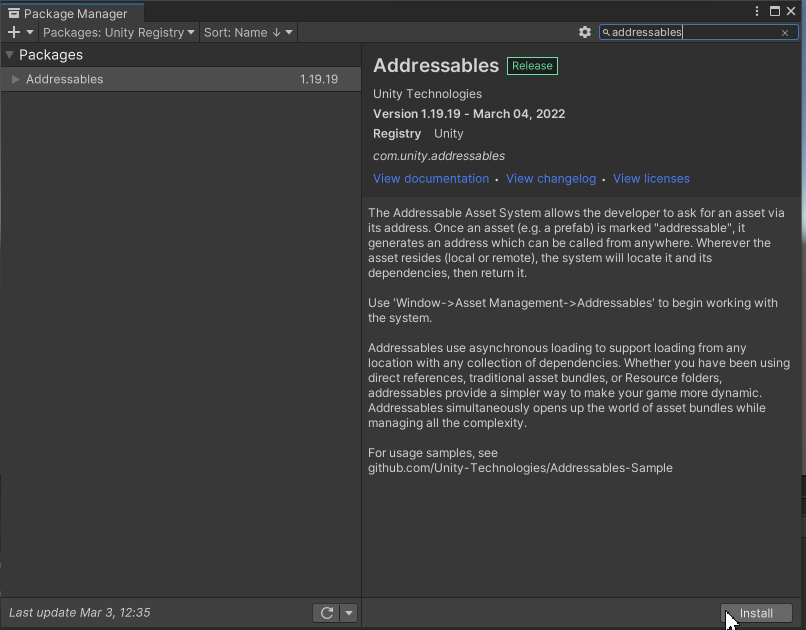 Package Manager
Packages: Unity Registry
Sort: Name ↓
addressables
Packages
Addressables 1.19.19
Addressables Release
Unity Technologies
Version 1.19.19 - March 04, 2022
Registry Unity
com.unity.addressables
View documentation • View changelog • View licenses
The Addressable Asset System allows the developer to ask for an asset via
its address. Once an asset (e.g. a prefab) is marked "addressable", it
generates an address which can be called from anywhere. Wherever the
asset resides (local or remote), the system will locate it and its
dependencies, then return it.
Use 'Window->Asset Management->Addressables' to begin working with
the system.
Addressables use asynchronous loading to support loading from any
location with any collection of dependencies. Whether you have been using
direct references, traditional asset bundles, or Resource folders,
addressables provide a simpler way to make your game more dynamic.
Addressables simultaneously opens up the world of asset bundles while
managing all the complexity.
For usage samples, see
github.com/Unity-Technologies/Addressables-Sample
Last update Mar 3, 12:35
Install